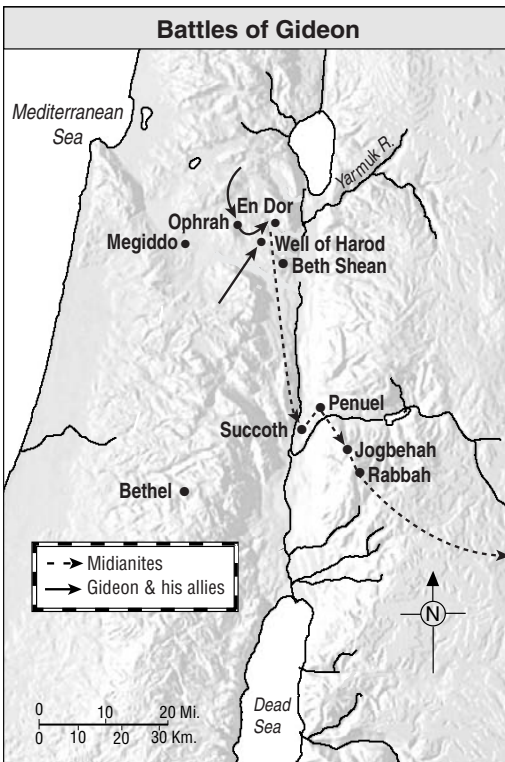 Battles of Gideon
Mediterranean
Sea
Yarmuk R.
En Dor
Ophrah
Megiddo
Well of Harod
Beth Shean
Penuel
Succoth
Jogbehah
Rabbah
Bethel
Midianites
Gideon & his allies
N
0 20 Mi.
0 10 20 30 Km.
Dead
Sea